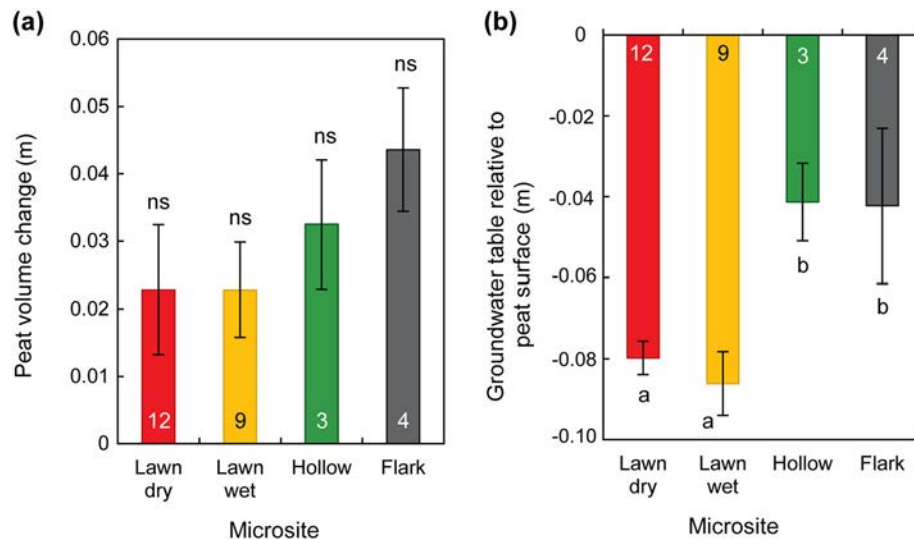 (a)
Peat volume change (m)
0.06
0.05
0.04
0.03
0.02
0.01
0
ns
ns
ns
ns
12
9
3
4
Lawn dry
Lawn wet
Hollow
Flark
Microsite
(b)
Groundwater table relative to
peat surface (m)
0
-0.02
-0.04
-0.06
-0.08
-0.10
12
9
3
4
a
a
b
b
Lawn dry
Lawn wet
Hollow
Flark
Microsite